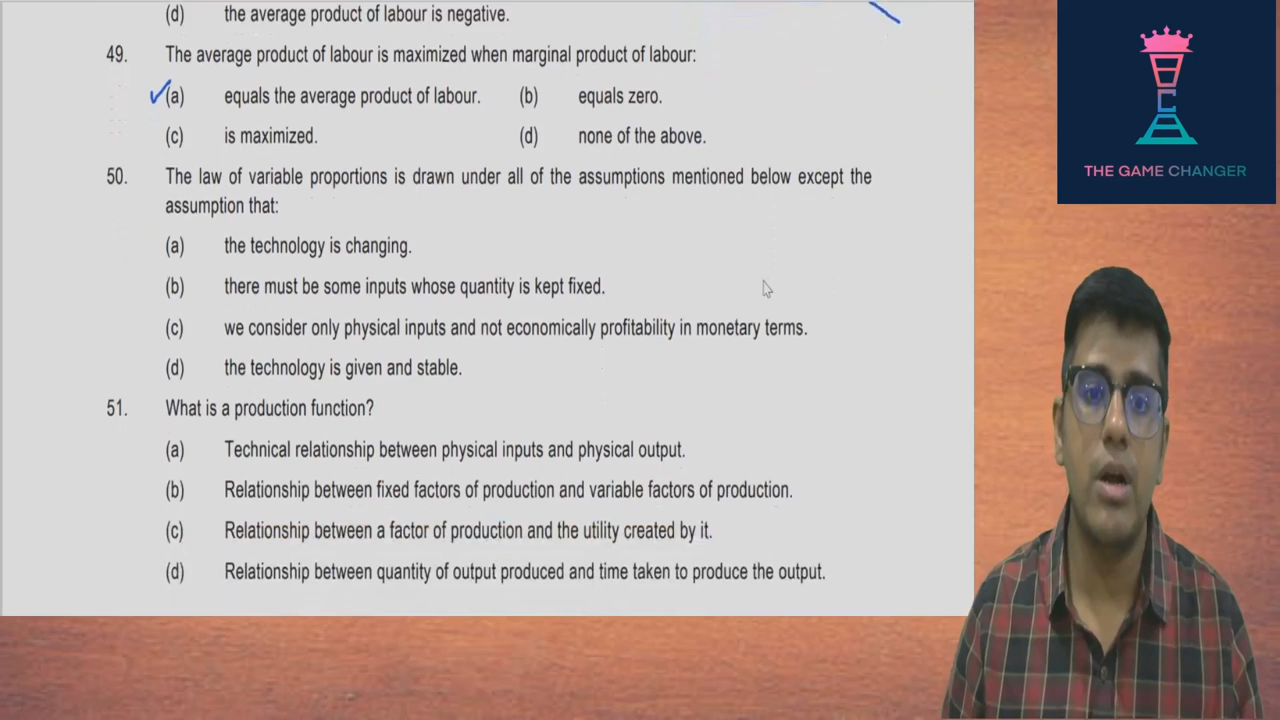 (d) the average product of labour is negative.
49. The average product of labour is maximized when marginal product of labour:
(a) equals the average product of labour. (b) equals zero.
(c) is maximized. (d) none of the above.
50. The law of variable proportions is drawn under all of the assumptions mentioned below except the
assumption that:
(a) the technology is changing.
(b) there must be some inputs whose quantity is kept fixed.
(c) we consider only physical inputs and not economically profitability in monetary terms.
(d) the technology is given and stable.
51. What is a production function?
(a) Technical relationship between physical inputs and physical output.
(b) Relationship between fixed factors of production and variable factors of production.
(c) Relationship between a factor of production and the utility created by it.
(d) Relationship between quantity of output produced and time taken to produce the output.
THE GAME CHANGER